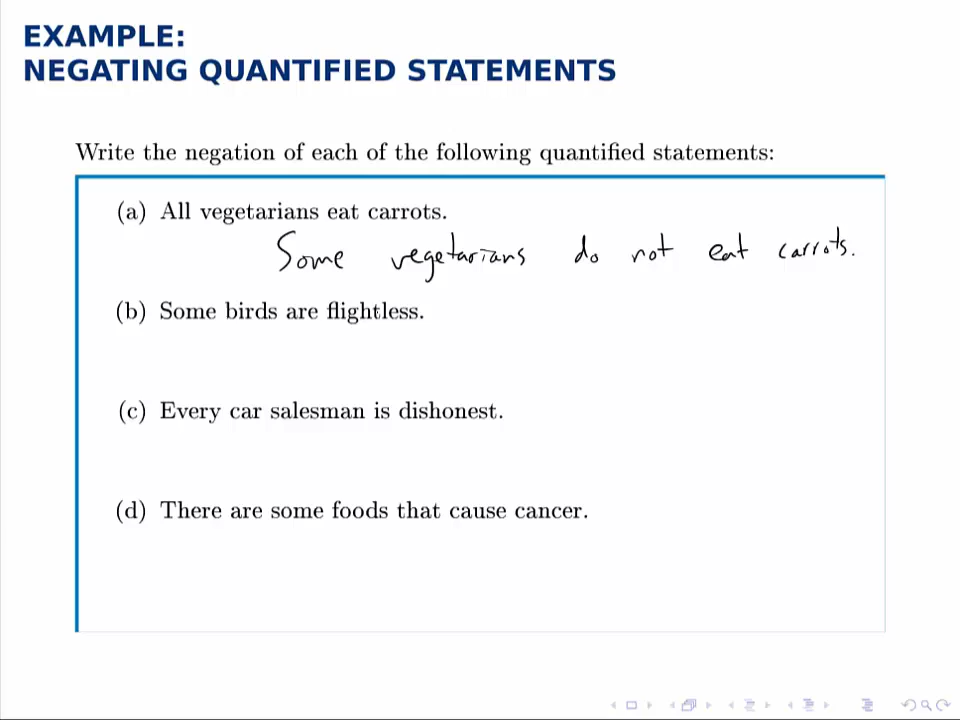 EXAMPLE:
NEGATING QUANTIFIED STATEMENTS
Write the negation of each of the following quantified statements:
(a) All vegetarians eat carrots.
Some vegetarians do not eat carrots.
(b) Some birds are flightless.
(c) Every car salesman is dishonest.
(d) There are some foods that cause cancer.